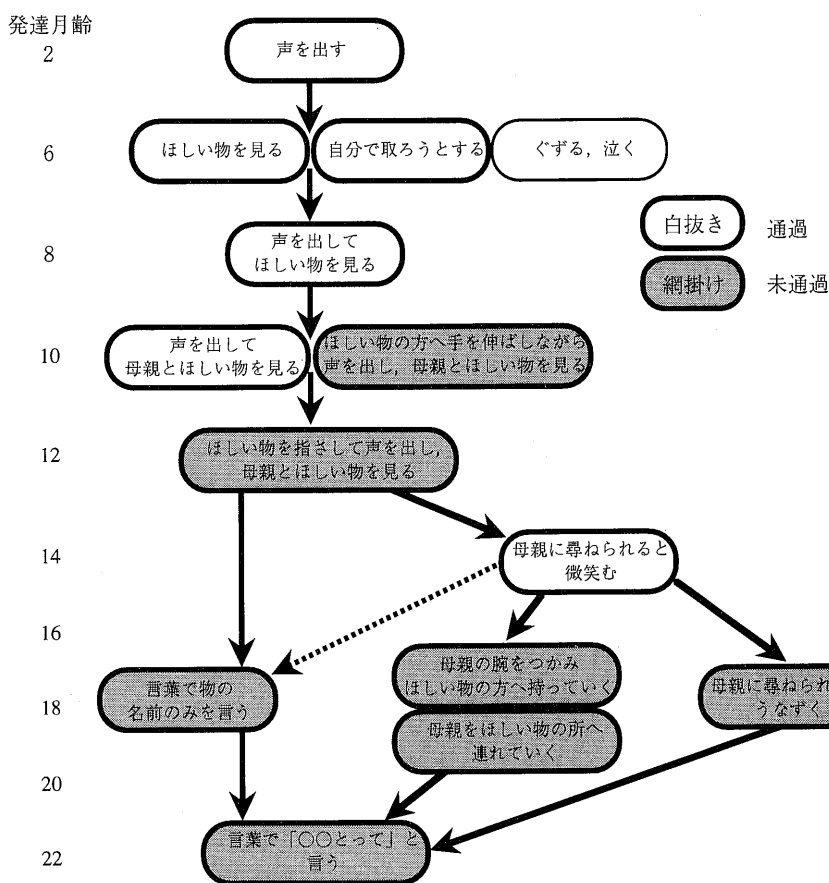 発達月齢
2
声を出す
6
ほしい物を見る
自分で取ろうとする
ぐずる，泣く
白抜き
通過
8
声を出して
ほしい物を見る
網掛け
未通過
10
声を出して
母親とほしい物を見る
ほしい物の方へ手を伸ばしながら
声を出し，母親とほしい物を見る
12
ほしい物を指さして声を出し，
母親とほしい物を見る
14
母親に尋ねられると
微笑む
16
18
言葉で物の
名前のみを言う
母親の腕をつかみ
ほしい物の方へ持っていく
母親に尋ねられ
うなずく
母親をほしい物の所へ
連れていく
20
22
言葉で「〇〇とって」と
言う